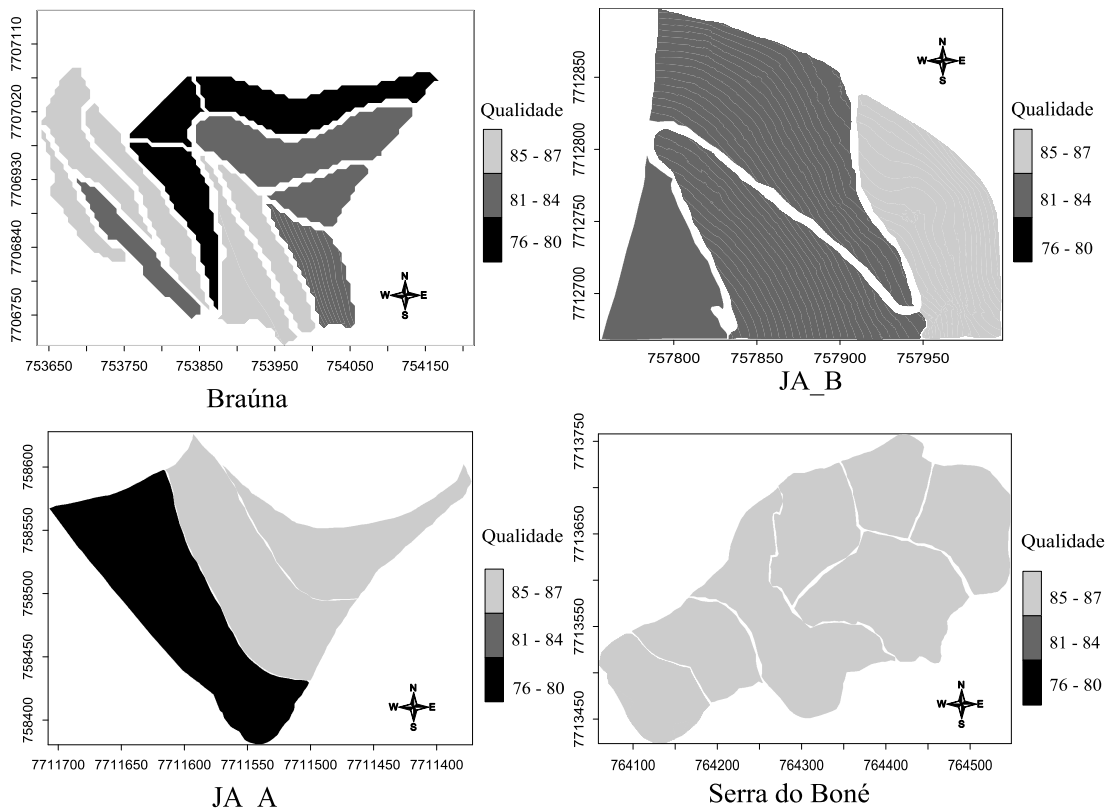 7707110
7707020
7706930
7706840
7706750
753650
753750
753850
753950
754050
754150
N
W
E
S
Qualidade
85 - 87
81 - 84
76 - 80
Braúna
7712850
7712800
7712750
7712700
757800
757850
757900
757950
N
W
E
S
Qualidade
85 - 87
81 - 84
76 - 80
JA_B
758600
758550
758500
758450
758400
7711700
7711650
7711600
7711550
7711500
7711450
7711400
N
W
E
S
Qualidade
85 - 87
81 - 84
76 - 80
JA_A
7713750
7713650
7713550
7713450
764100
764200
764300
764400
764500
N
W
E
S
Qualidade
85 - 87
81 - 84
76 - 80
Serra do Boné